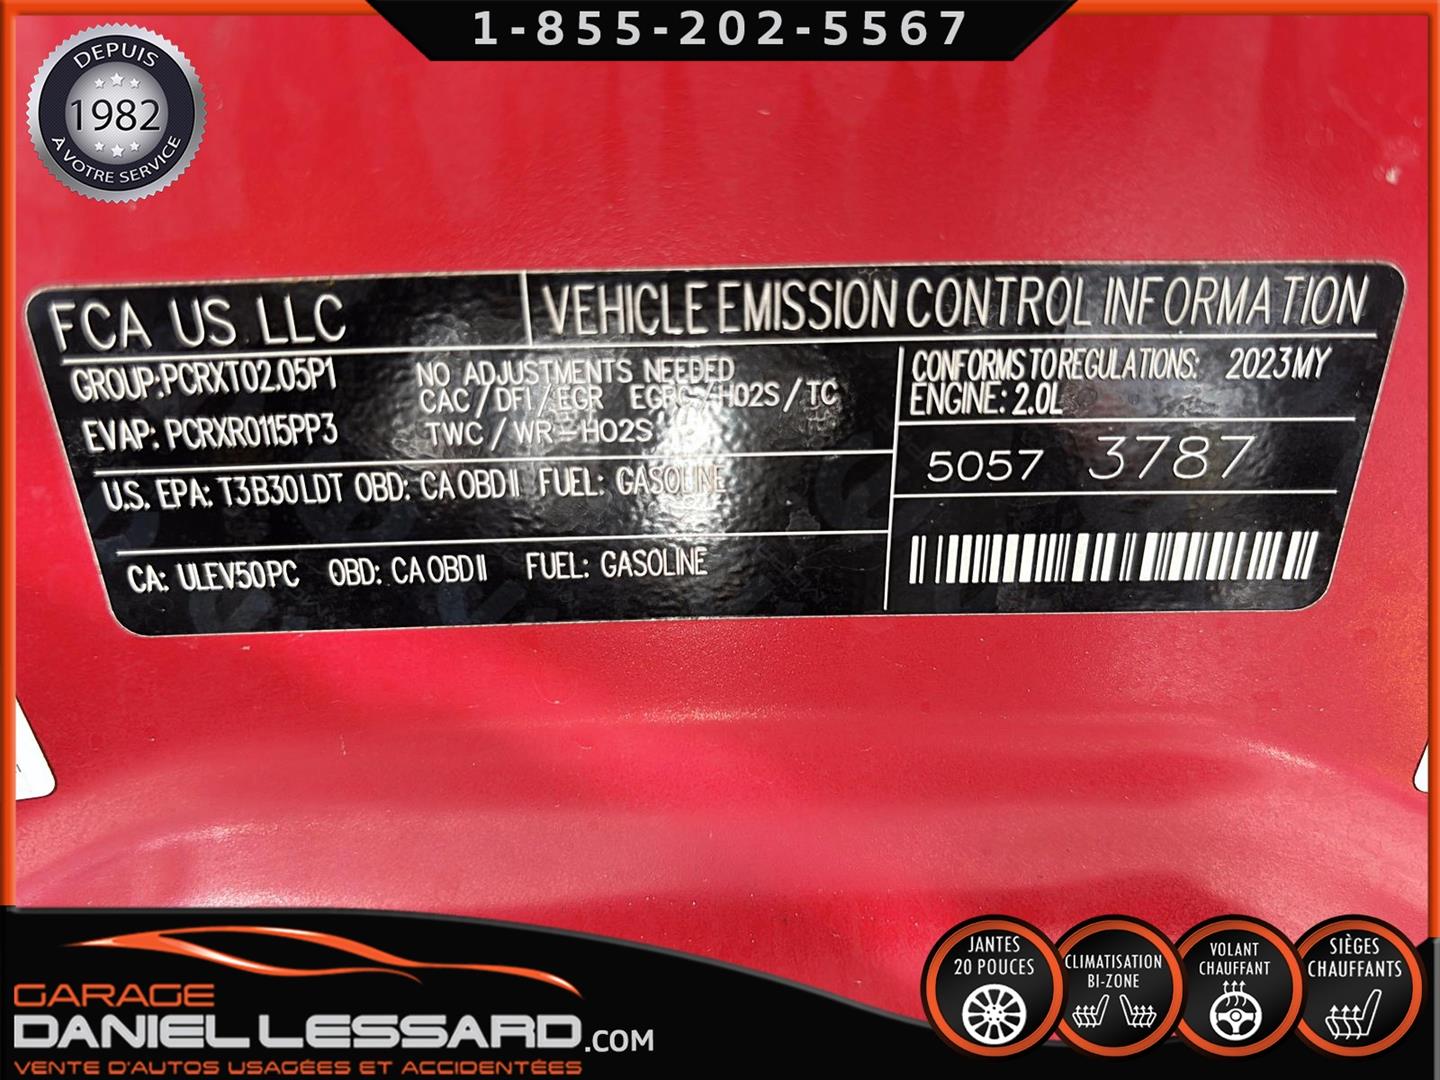 1-855-202-5567
DEPUIS
1982
À VOTRE SERVICE
FCA US LLC
VEHICLE EMISSION CONTROL INFORMATION
GROUP:PCRXT02.05P1
EVAP: PCRXR0115PP3
NO ADJUSTMENTS NEEDED
CAC/DFI/EGR EGRC/HO2S/TC
TWC/WR-HO2S
CONFORMS TO REGULATIONS: 2023MY
ENGINE: 2.0L
U.S. EPA: T3B30LDT OBD: CA OBD II FUEL: GASOLINE
5057 3787
CA: ULEV50PC OBD: CA OBD II FUEL: GASOLINE
GARAGE
DANIEL LESSARD.COM
VENTE D'AUTOS USAGÉES ET ACCIDENTÉES
JANTES
20 POUCES
CLIMATISATION
BI-ZONE
VOLANT
CHAUFFANT
SIÈGES
CHAUFFANTS